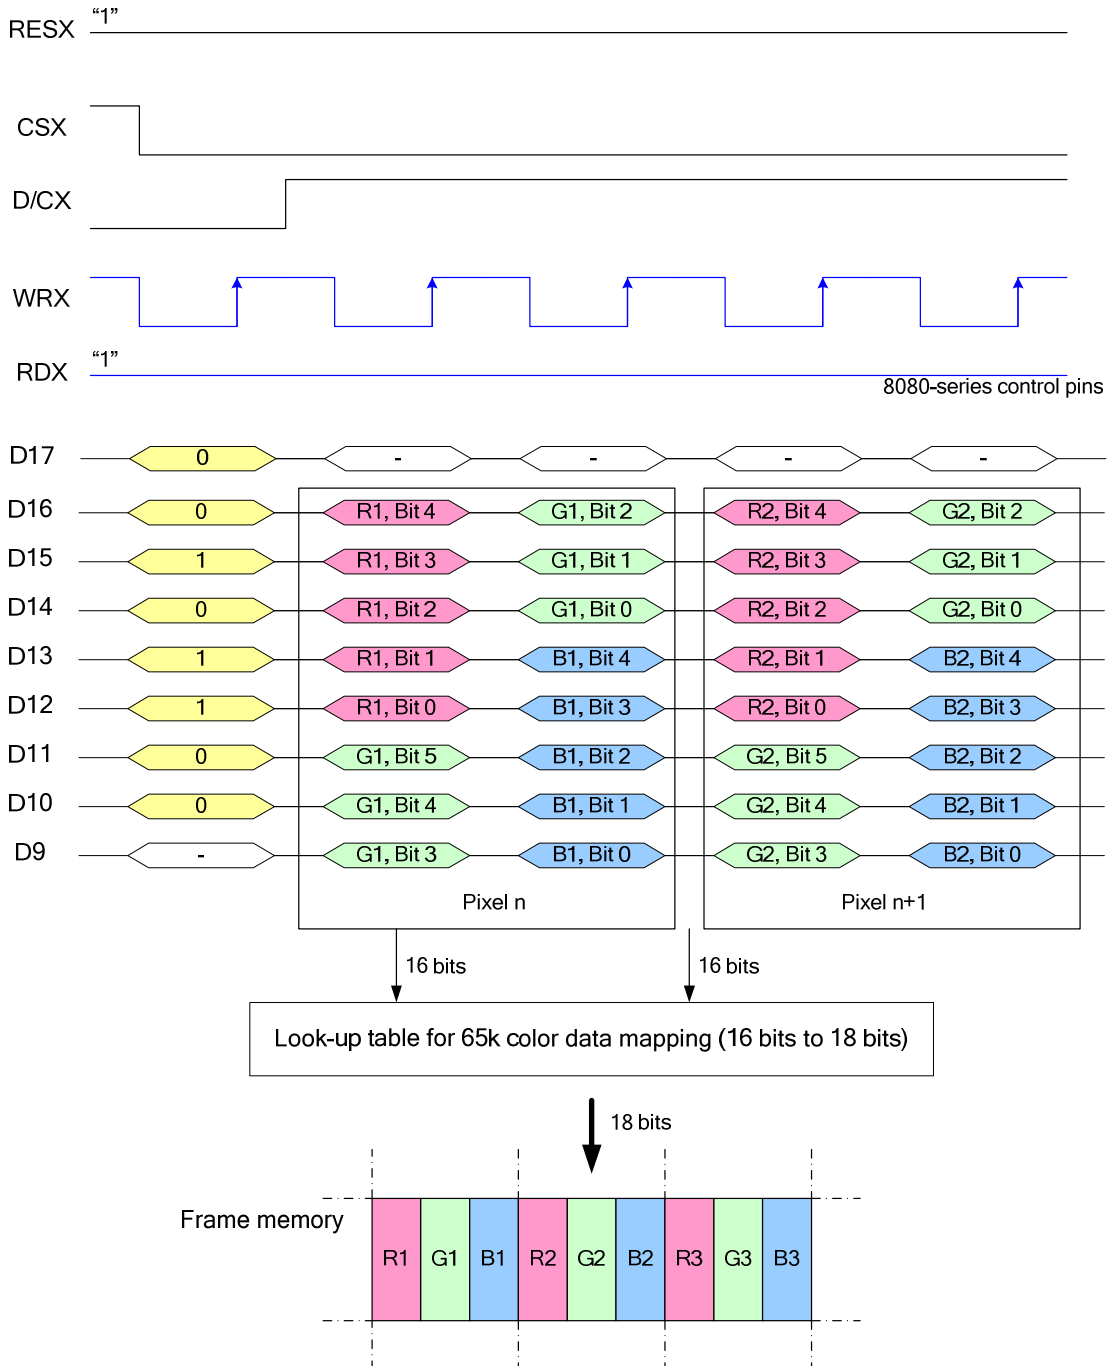 RESX “1”
CSX
D/CX
WRX
RDX “1”
8080-series control pins
D17 0 - - - -
D16 0 R1, Bit 4 G1, Bit 2 R2, Bit 4 G2, Bit 2
D15 1 R1, Bit 3 G1, Bit 1 R2, Bit 3 G2, Bit 1
D14 0 R1, Bit 2 G1, Bit 0 R2, Bit 2 G2, Bit 0
D13 1 R1, Bit 1 B1, Bit 4 R2, Bit 1 B2, Bit 4
D12 1 R1, Bit 0 B1, Bit 3 R2, Bit 0 B2, Bit 3
D11 0 G1, Bit 5 B1, Bit 2 G2, Bit 5 B2, Bit 2
D10 0 G1, Bit 4 B1, Bit 1 G2, Bit 4 B2, Bit 1
D9 - G1, Bit 3 B1, Bit 0 G2, Bit 3 B2, Bit 0
Pixel n Pixel n+1
16 bits 16 bits
Look-up table for 65k color data mapping (16 bits to 18 bits)
18 bits
Frame memory
R1 G1 B1 R2 G2 B2 R3 G3 B3